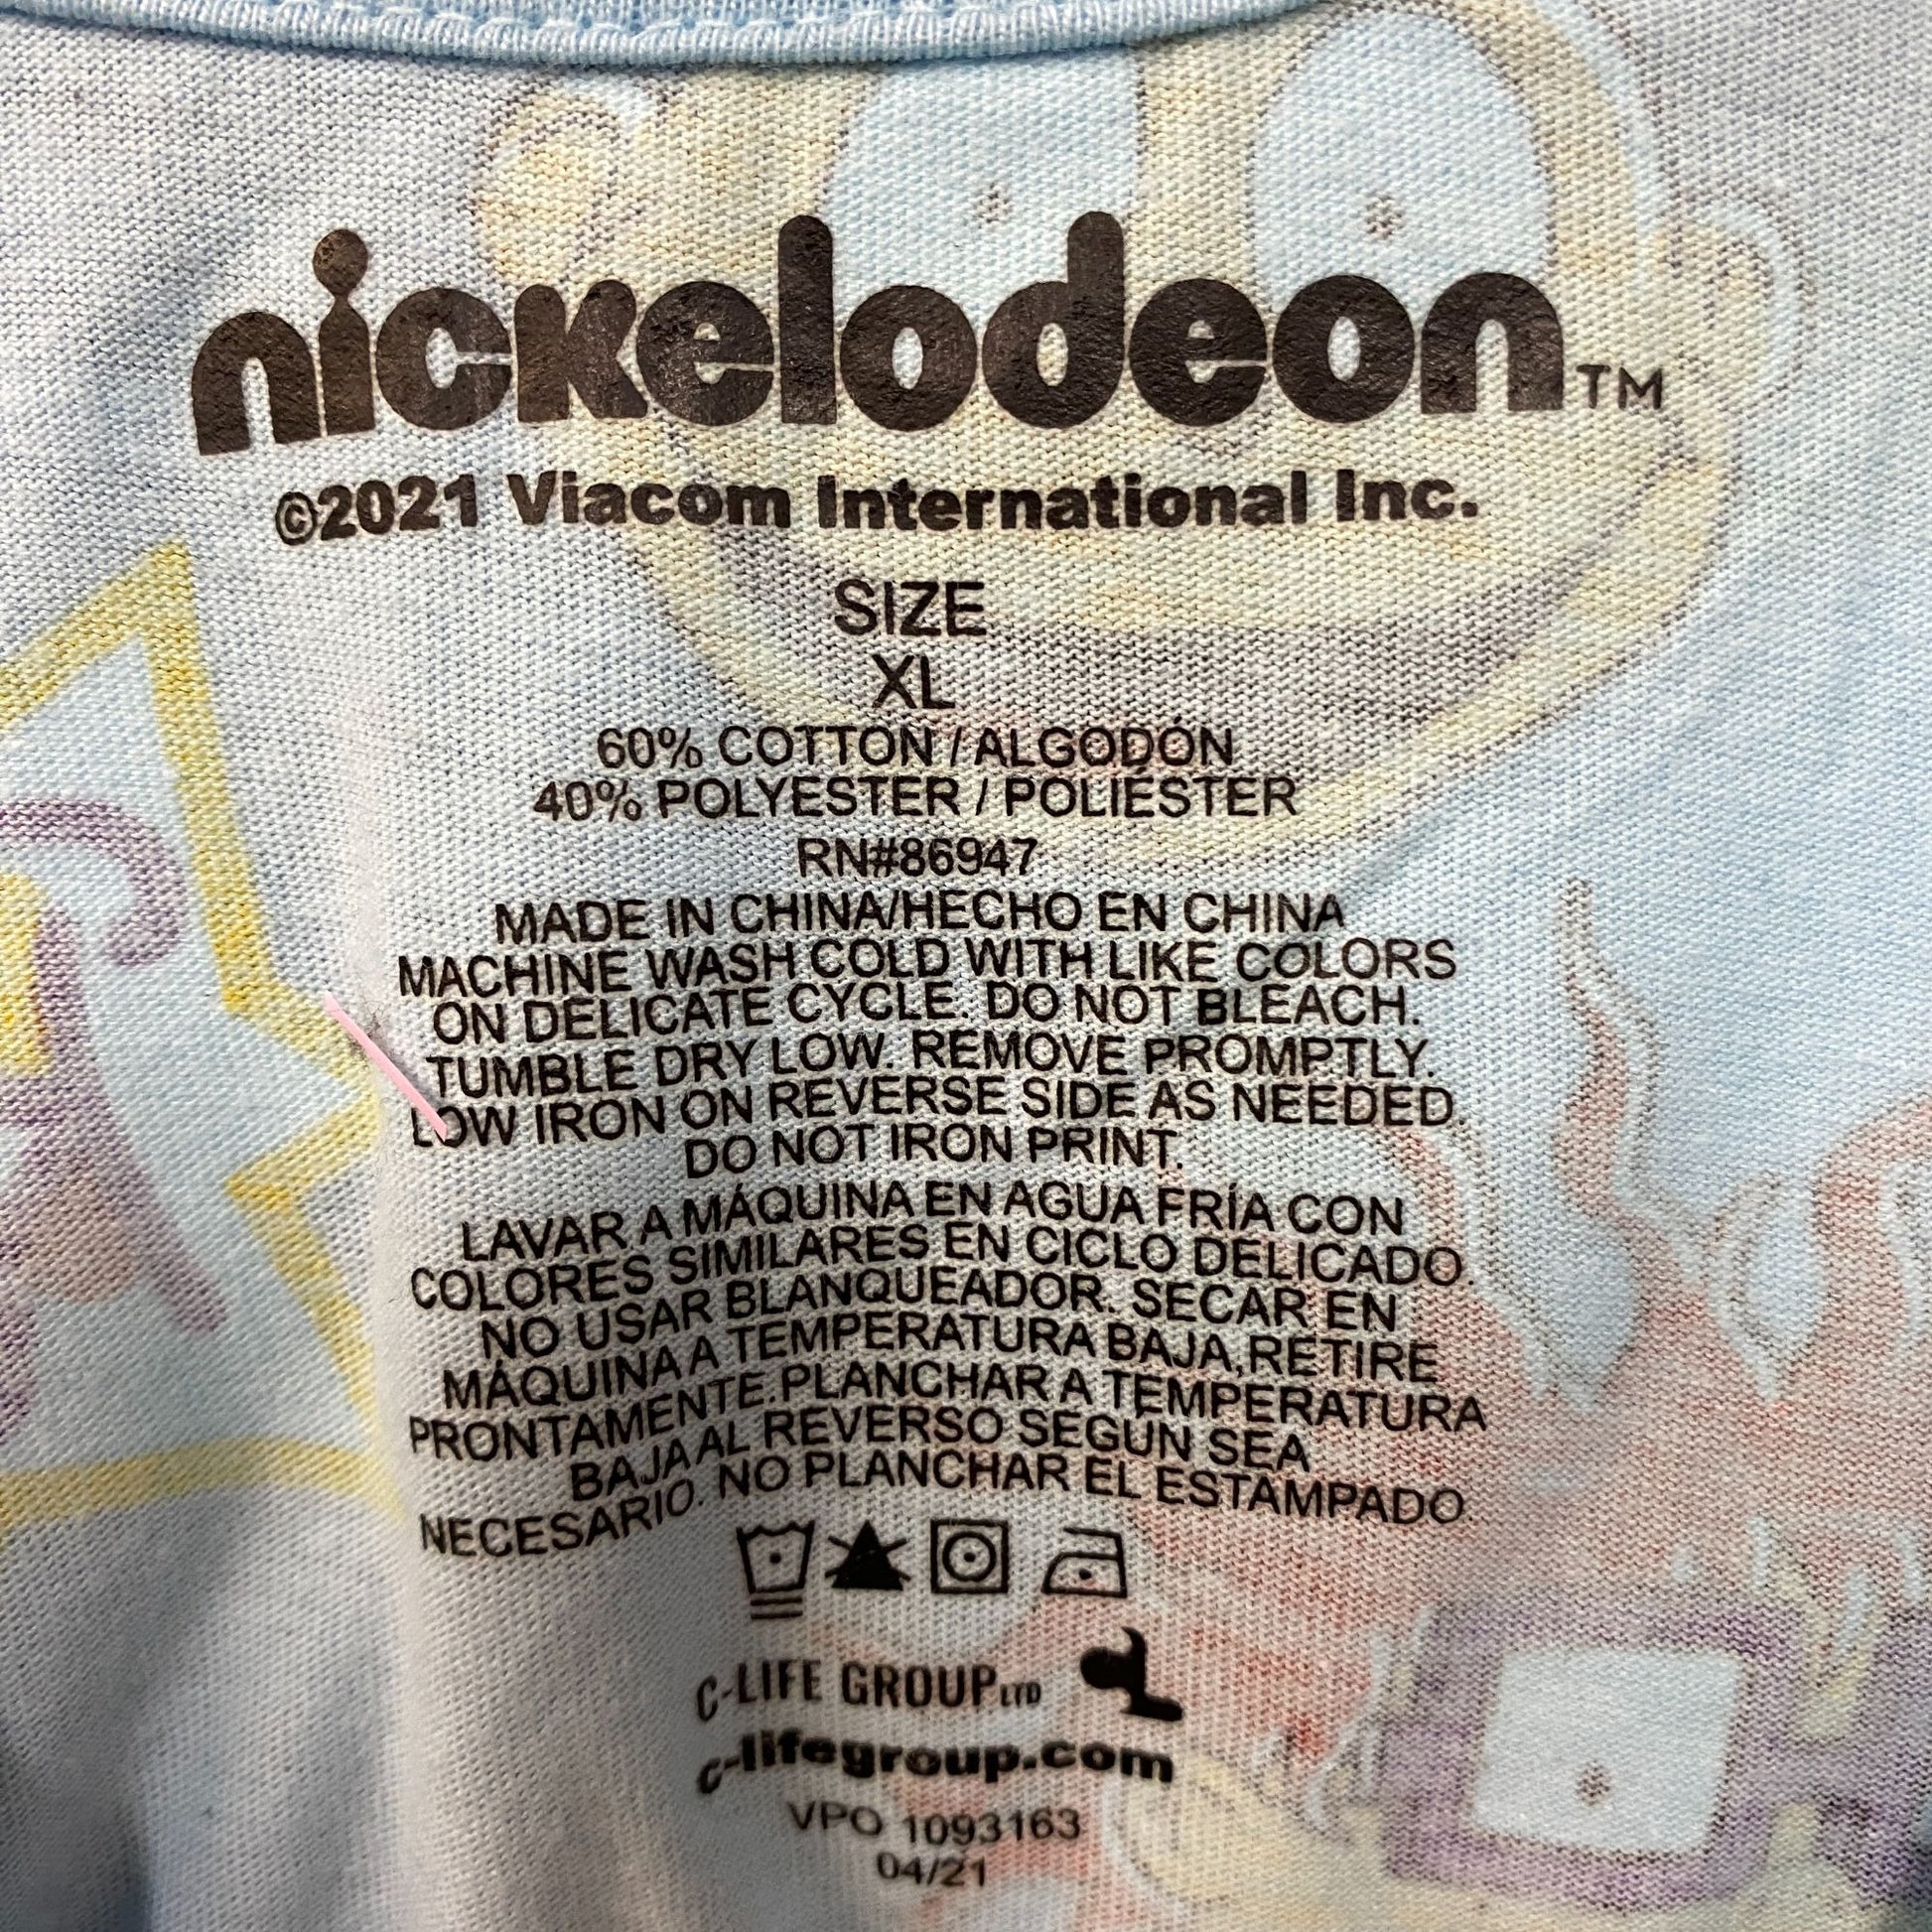 nickelodeon™
©2021 Viacom International Inc.
SIZE
XL
60% COTTON / ALGODÓN
40% POLYESTER / POLIÉSTER
RN#86947
MADE IN CHINA/HECHO EN CHINA
MACHINE WASH COLD WITH LIKE COLORS
ON DELICATE CYCLE. DO NOT BLEACH.
TUMBLE DRY LOW. REMOVE PROMPTLY.
LOW IRON ON REVERSE SIDE AS NEEDED.
DO NOT IRON PRINT.
LAVAR A MÁQUINA EN AGUA FRÍA CON
COLORES SIMILARES EN CICLO DELICADO.
NO USAR BLANQUEADOR. SECAR EN
MÁQUINA A TEMPERATURA BAJA,RETIRE
PRONTAMENTE.PLANCHAR A TEMPERATURA
BAJA AL REVERSO SEGÚN SEA
NECESARIO. NO PLANCHAR EL ESTAMPADO.
C-LIFE GROUP LTD
c-lifegroup.com
VPO 1093163
04/21